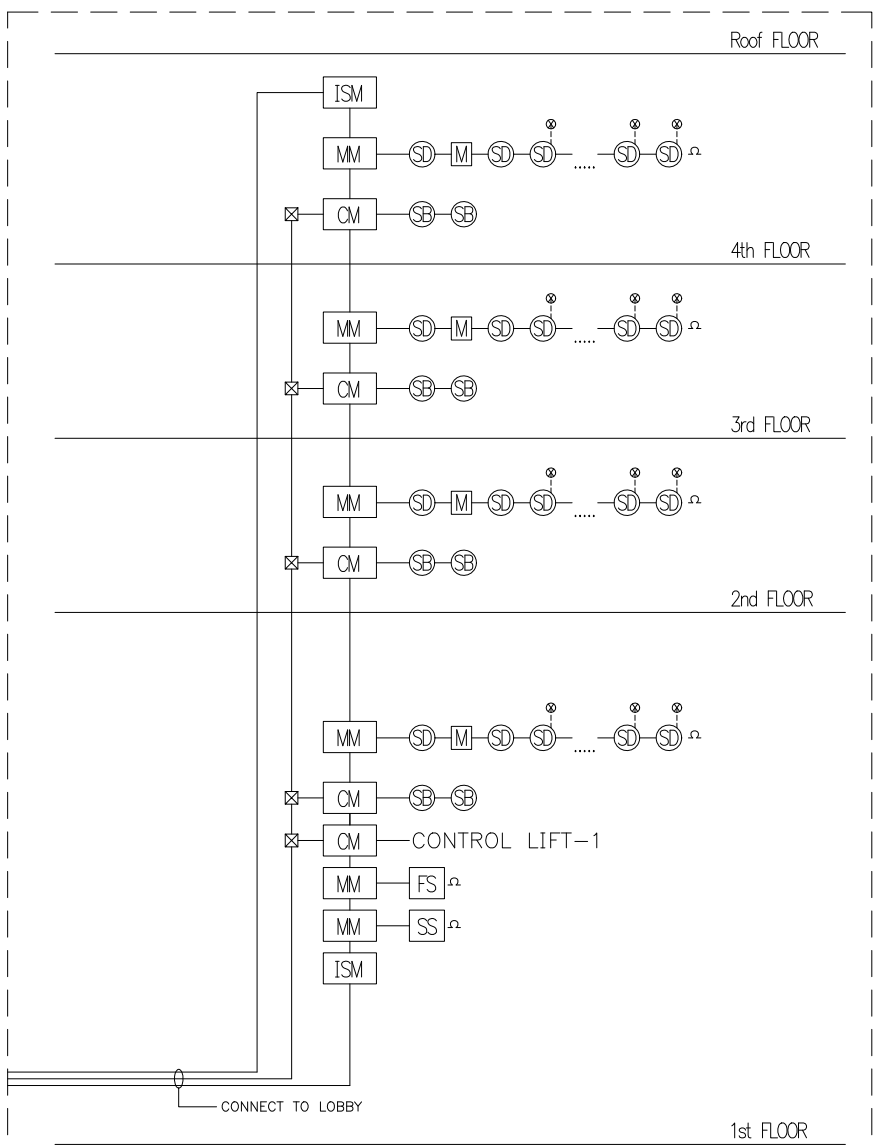 Roof FLOOR
ISM
MM SD M SD SD ..... SD SD Ω
CM SB SB
4th FLOOR
MM SD M SD SD ..... SD SD Ω
CM SB SB
3rd FLOOR
MM SD M SD SD ..... SD SD Ω
CM SB SB
2nd FLOOR
MM SD M SD SD ..... SD SD Ω
CM SB SB
CM CONTROL LIFT-1
MM FS Ω
MM SS Ω
ISM
CONNECT TO LOBBY
1st FLOOR